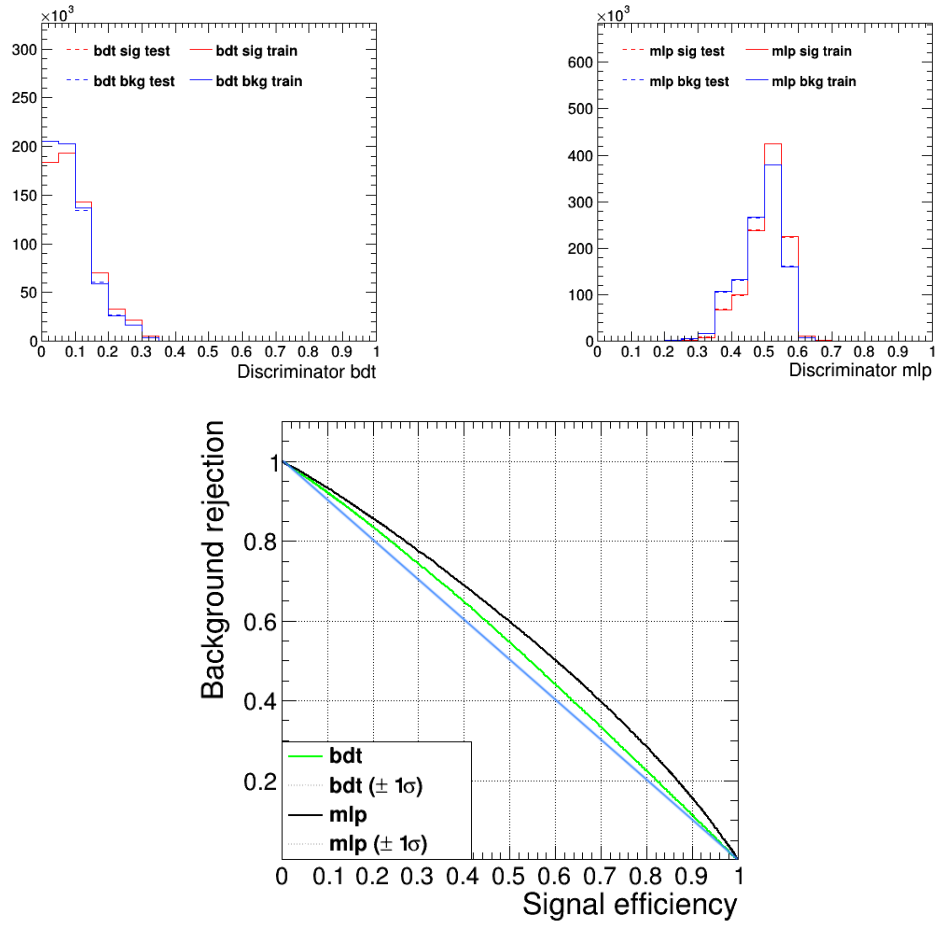 ×10³
bdt sig test bdt sig train
bdt bkg test bdt bkg train
300
250
200
150
100
50
0
0 0.1 0.2 0.3 0.4 0.5 0.6 0.7 0.8 0.9 1
Discriminator bdt
×10³
mlp sig test mlp sig train
mlp bkg test mlp bkg train
600
500
400
300
200
100
0
0 0.1 0.2 0.3 0.4 0.5 0.6 0.7 0.8 0.9 1
Discriminator mlp
Background rejection
1
0.8
0.6
0.4
0.2
bdt
bdt (± 1σ)
mlp
mlp (± 1σ)
0 0.1 0.2 0.3 0.4 0.5 0.6 0.7 0.8 0.9 1
Signal efficiency